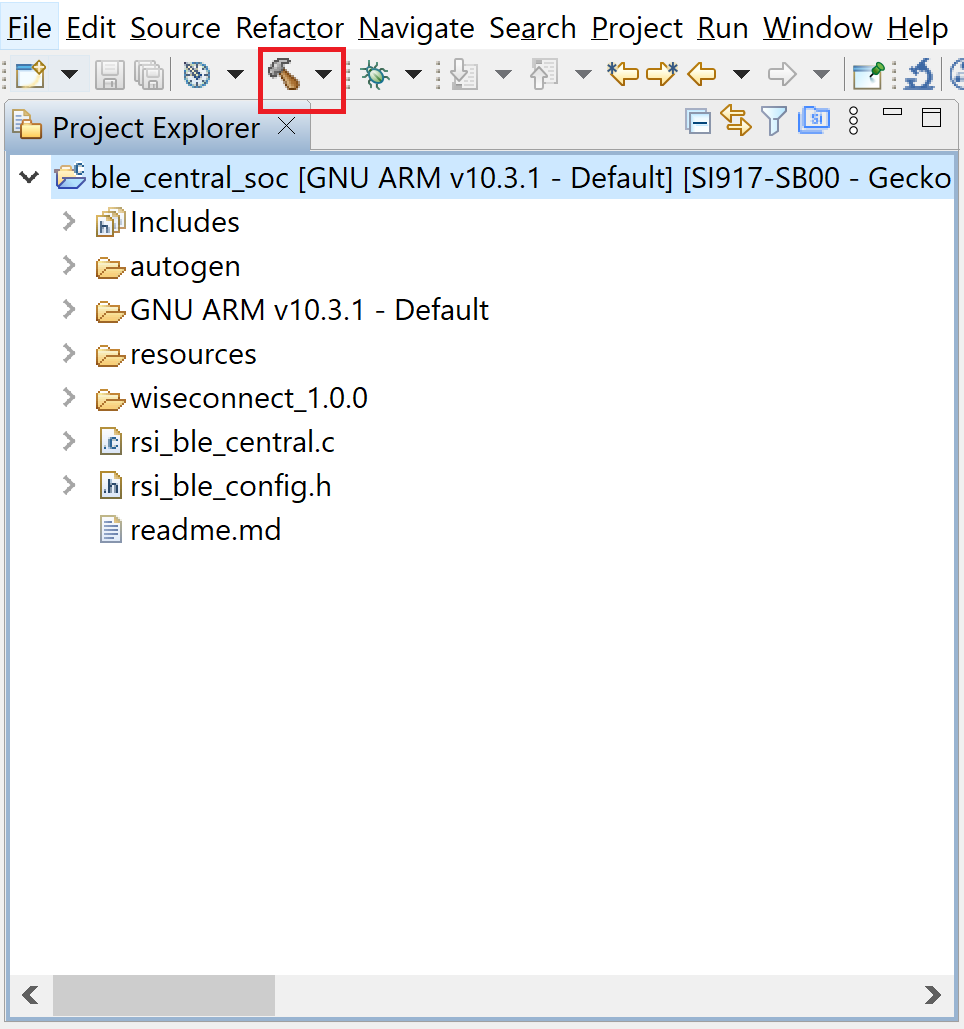 File Edit Source Refactor Navigate Search Project Run Window Help
Project Explorer
ble_central_soc [GNU ARM v10.3.1 - Default] [SI917-SB00 - Gecko
Includes
autogen
GNU ARM v10.3.1 - Default
resources
wiseconnect_1.0.0
rsi_ble_central.c
rsi_ble_config.h
readme.md